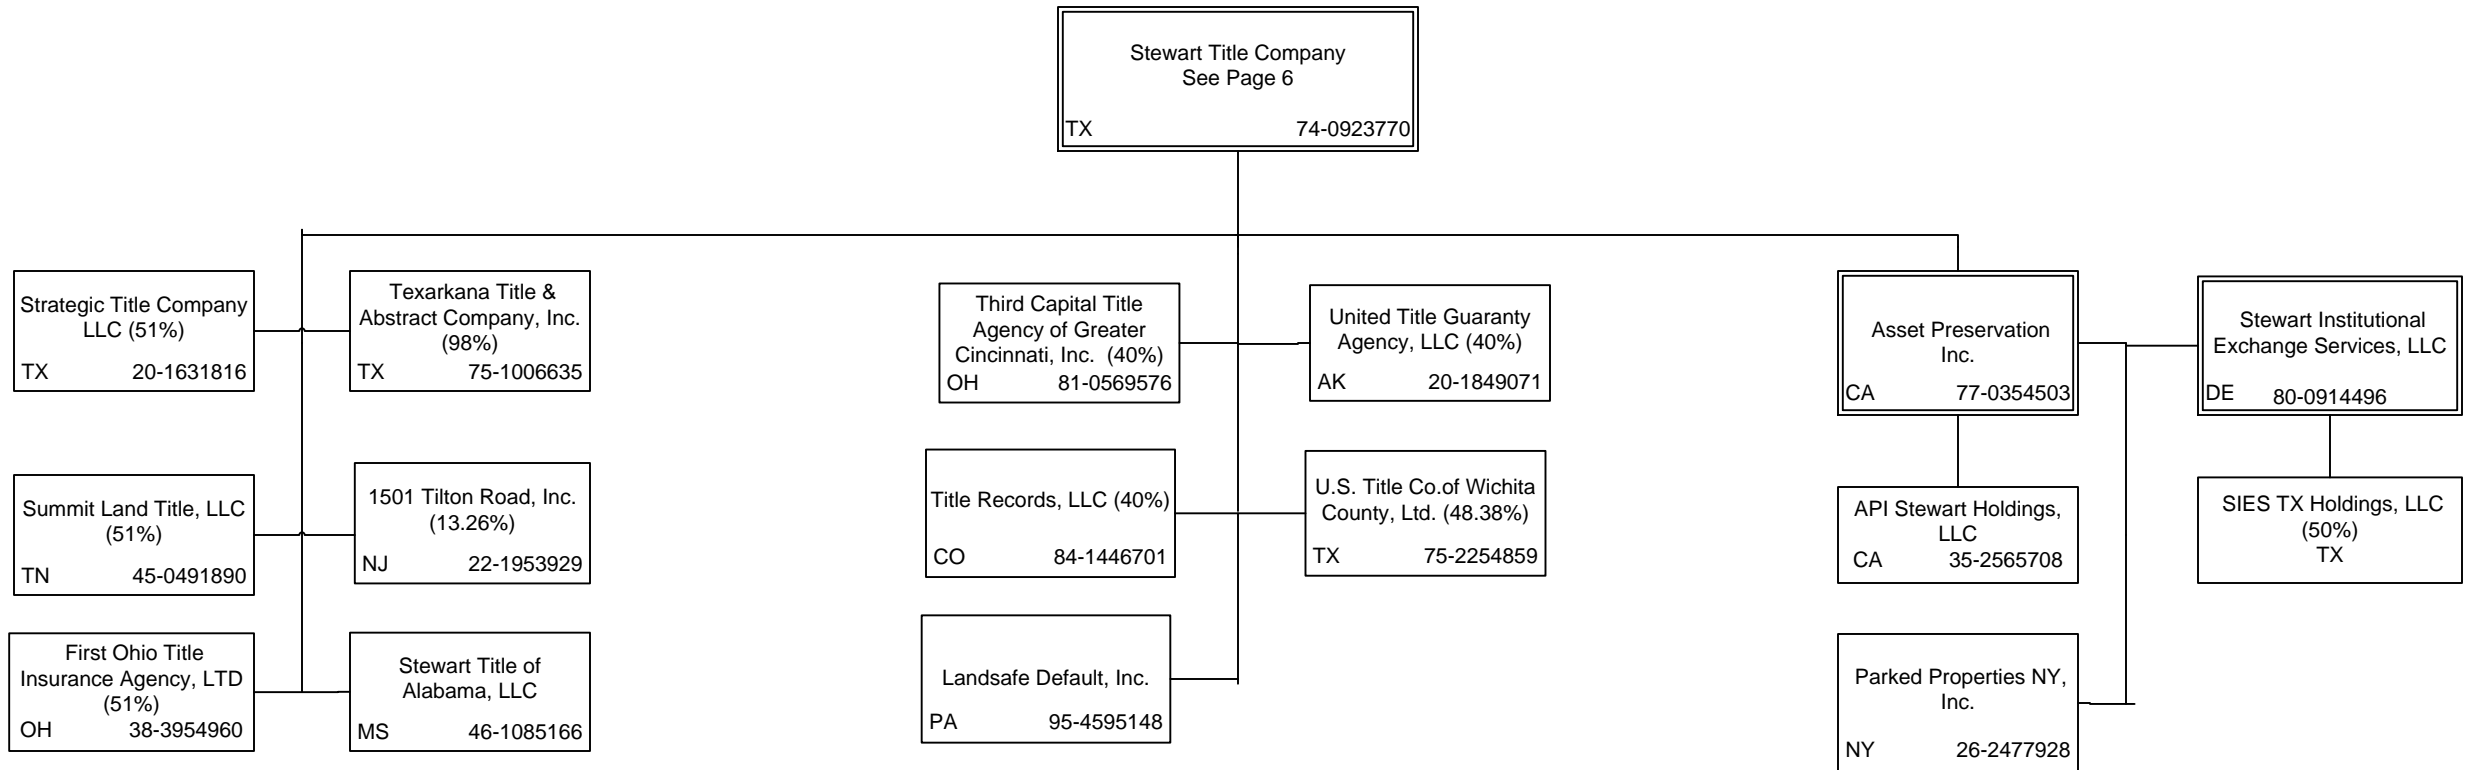 Stewart Title Company
See Page 6
TX 74-0923770
Strategic Title Company
LLC (51%)
TX 20-1631816
Texarkana Title &
Abstract Company, Inc.
(98%)
TX 75-1006635
Summit Land Title, LLC
(51%)
TN 45-0491890
1501 Tilton Road, Inc.
(13.26%)
NJ 22-1953929
First Ohio Title
Insurance Agency, LTD
(51%)
OH 38-3954960
Stewart Title of
Alabama, LLC
MS 46-1085166
Third Capital Title
Agency of Greater
Cincinnati, Inc. (40%)
OH 81-0569576
United Title Guaranty
Agency, LLC (40%)
AK 20-1849071
Title Records, LLC (40%)
CO 84-1446701
U.S. Title Co.of Wichita
County, Ltd. (48.38%)
TX 75-2254859
Landsafe Default, Inc.
PA 95-4595148
Asset Preservation
Inc.
CA 77-0354503
Stewart Institutional
Exchange Services, LLC
DE 80-0914496
API Stewart Holdings,
LLC
CA 35-2565708
SIES TX Holdings, LLC
(50%)
TX
Parked Properties NY,
Inc.
NY 26-2477928